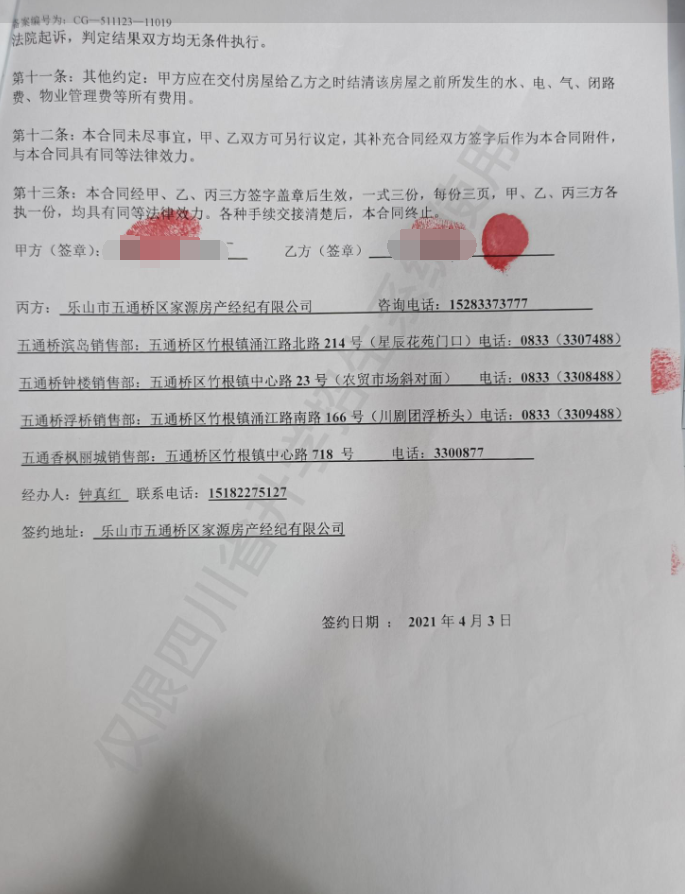 备案编号为：CG—511123—11019
法院起诉，判定结果双方均无条件执行。
第十一条：其他约定：甲方应在交付房屋给乙方之时结清该房屋之前所发生的水、电、气、闭路
费、物业管理费等所有费用。
第十二条：本合同未尽事宜，甲、乙双方可另行议定，其补充合同经双方签字后作为本合同附件，
与本合同具有同等法律效力。
第十三条：本合同经甲、乙、丙三方签字盖章后生效，一式三份，每份三页，甲、乙、丙三方各
执一份，均具有同等法律效力。各种手续交接清楚后，本合同终止。
甲方（签章）： 乙方（签章）
丙方：乐山市五通桥区家源房产经纪有限公司 咨询电话：15283373777
五通桥滨岛销售部：五通桥区竹根镇涌江路北路 214 号（星辰花苑门口）电话：0833（3307488）
五通桥钟楼销售部：五通桥区竹根镇中心路 23 号（农贸市场斜对面） 电话：0833（3308488）
五通桥浮桥销售部：五通桥区竹根镇涌江路南路 166 号（川剧团浮桥头）电话：0833（3309488）
五通香枫丽城销售部：五通桥区竹根镇中心路 718 号 电话：3300877
经办人：钟真红 联系电话：15182275127
签约地址：乐山市五通桥区家源房产经纪有限公司
签约日期 ： 2021 年 4 月 3 日
仅限四川省升学招生系统使用